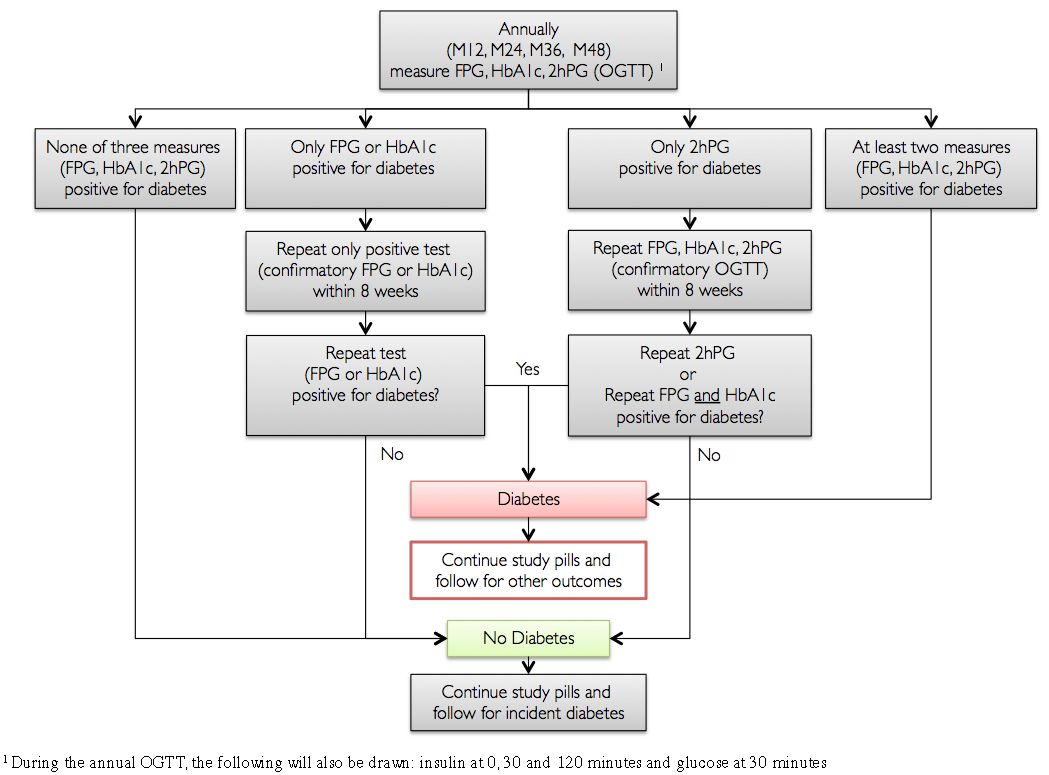 Annually
(M12, M24, M36, M48)
measure FPG, HbA1c, 2hPG (OGTT) 1
None of three measures
(FPG, HbA1c, 2hPG)
positive for diabetes
Only FPG or HbA1c
positive for diabetes
Only 2hPG
positive for diabetes
At least two measures
(FPG, HbA1c, 2hPG)
positive for diabetes
Repeat only positive test
(confirmatory FPG or HbA1c)
within 8 weeks
Repeat FPG, HbA1c, 2hPG
(confirmatory OGTT)
within 8 weeks
Repeat test
(FPG or HbA1c)
positive for diabetes?
Yes
Repeat 2hPG
or
Repeat FPG and HbA1c
positive for diabetes?
No
No
Diabetes
Continue study pills and
follow for other outcomes
No Diabetes
Continue study pills and
follow for incident diabetes
1 During the annual OGTT, the following will also be drawn: insulin at 0, 30 and 120 minutes and glucose at 30 minutes